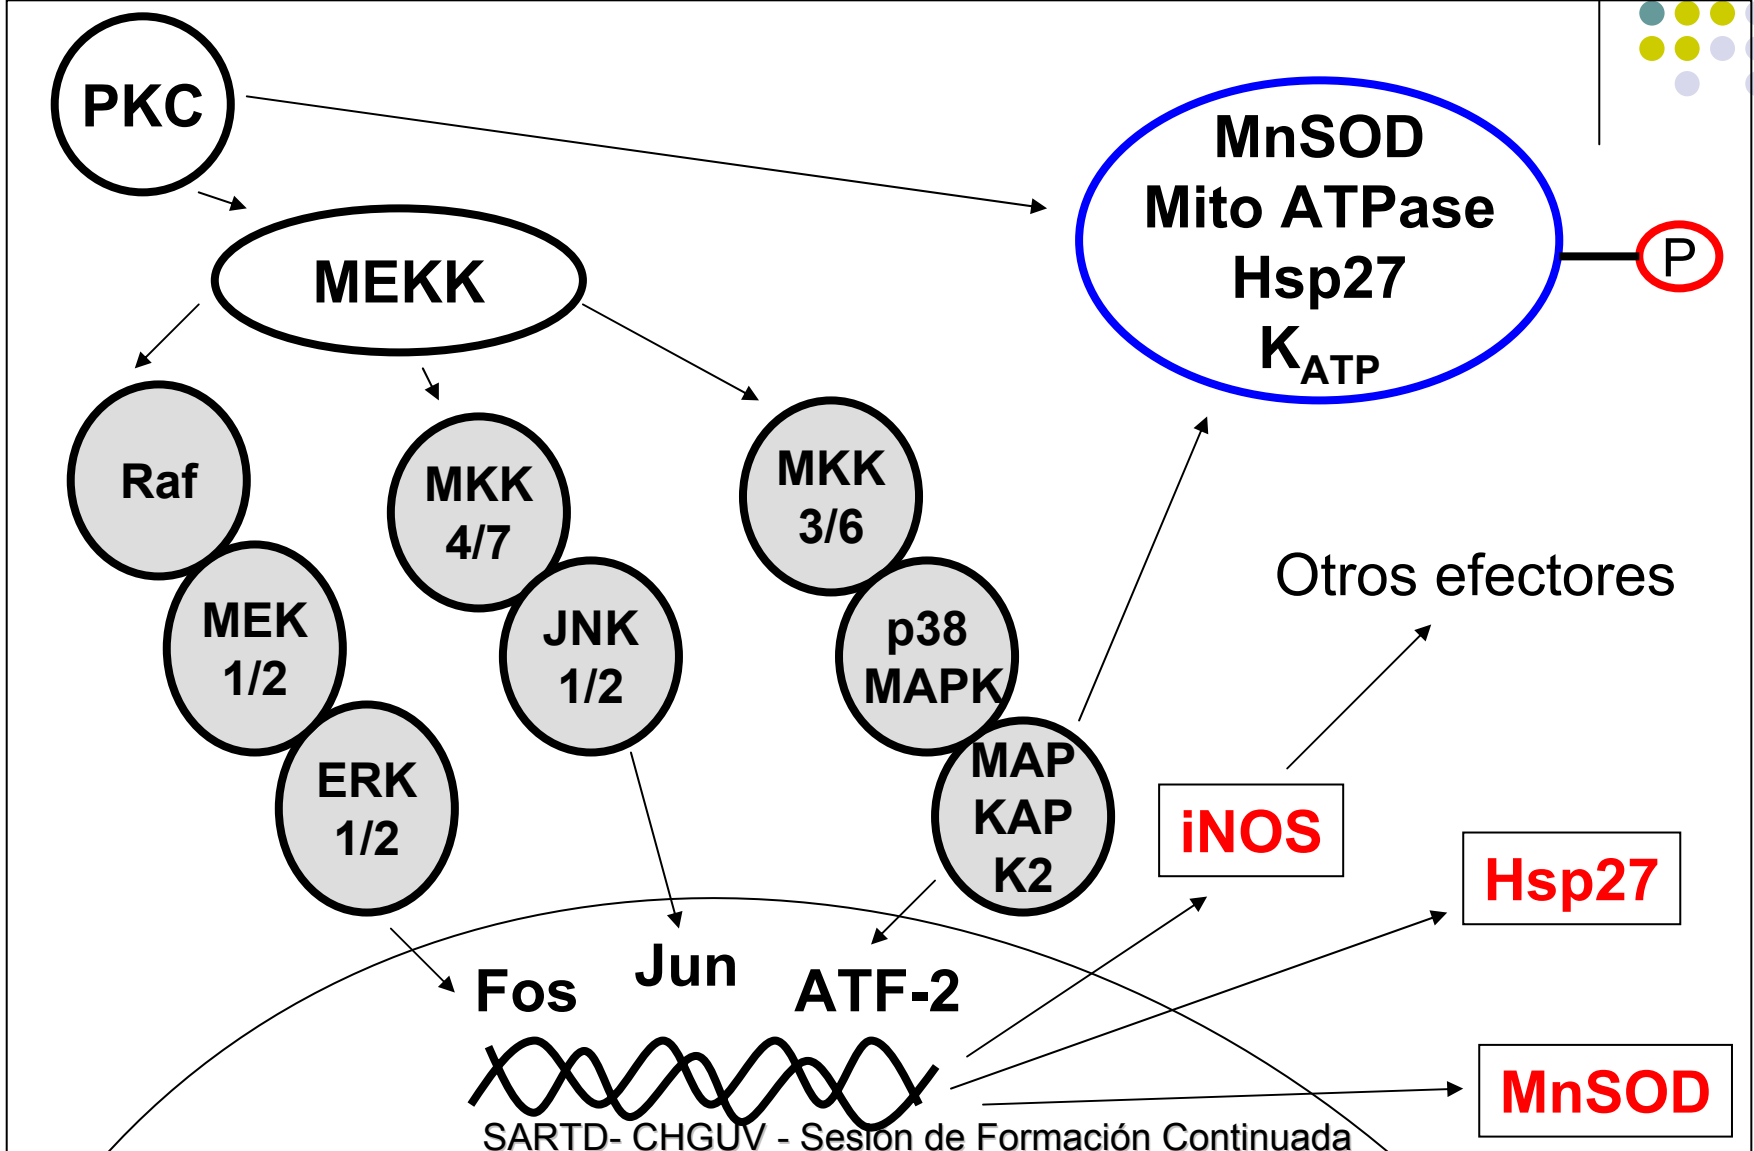 PKC
MnSOD
Mito ATPase
Hsp27
KATP
P
MEKK
Raf
MKK
4/7
MKK
3/6
MEK
1/2
JNK
1/2
p38
MAPK
Otros efectores
ERK
1/2
MAP
KAP
K2
iNOS
Hsp27
Fos
Jun
ATF-2
MnSOD
SARTD- CHGUV - Sesión de Formación Continuada